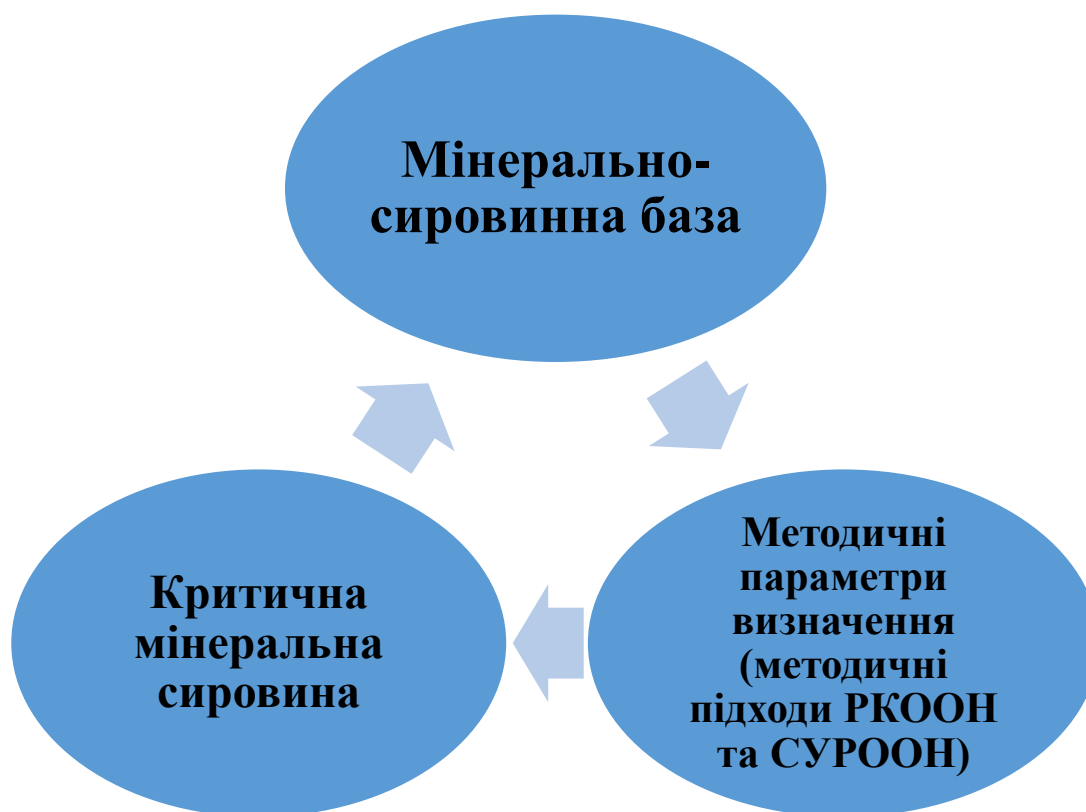 Мінерально-
сировинна база
Методичні
параметри
визначення
(методичні
підходи РКООН
та СУРООН)
Критична
мінеральна
сировина